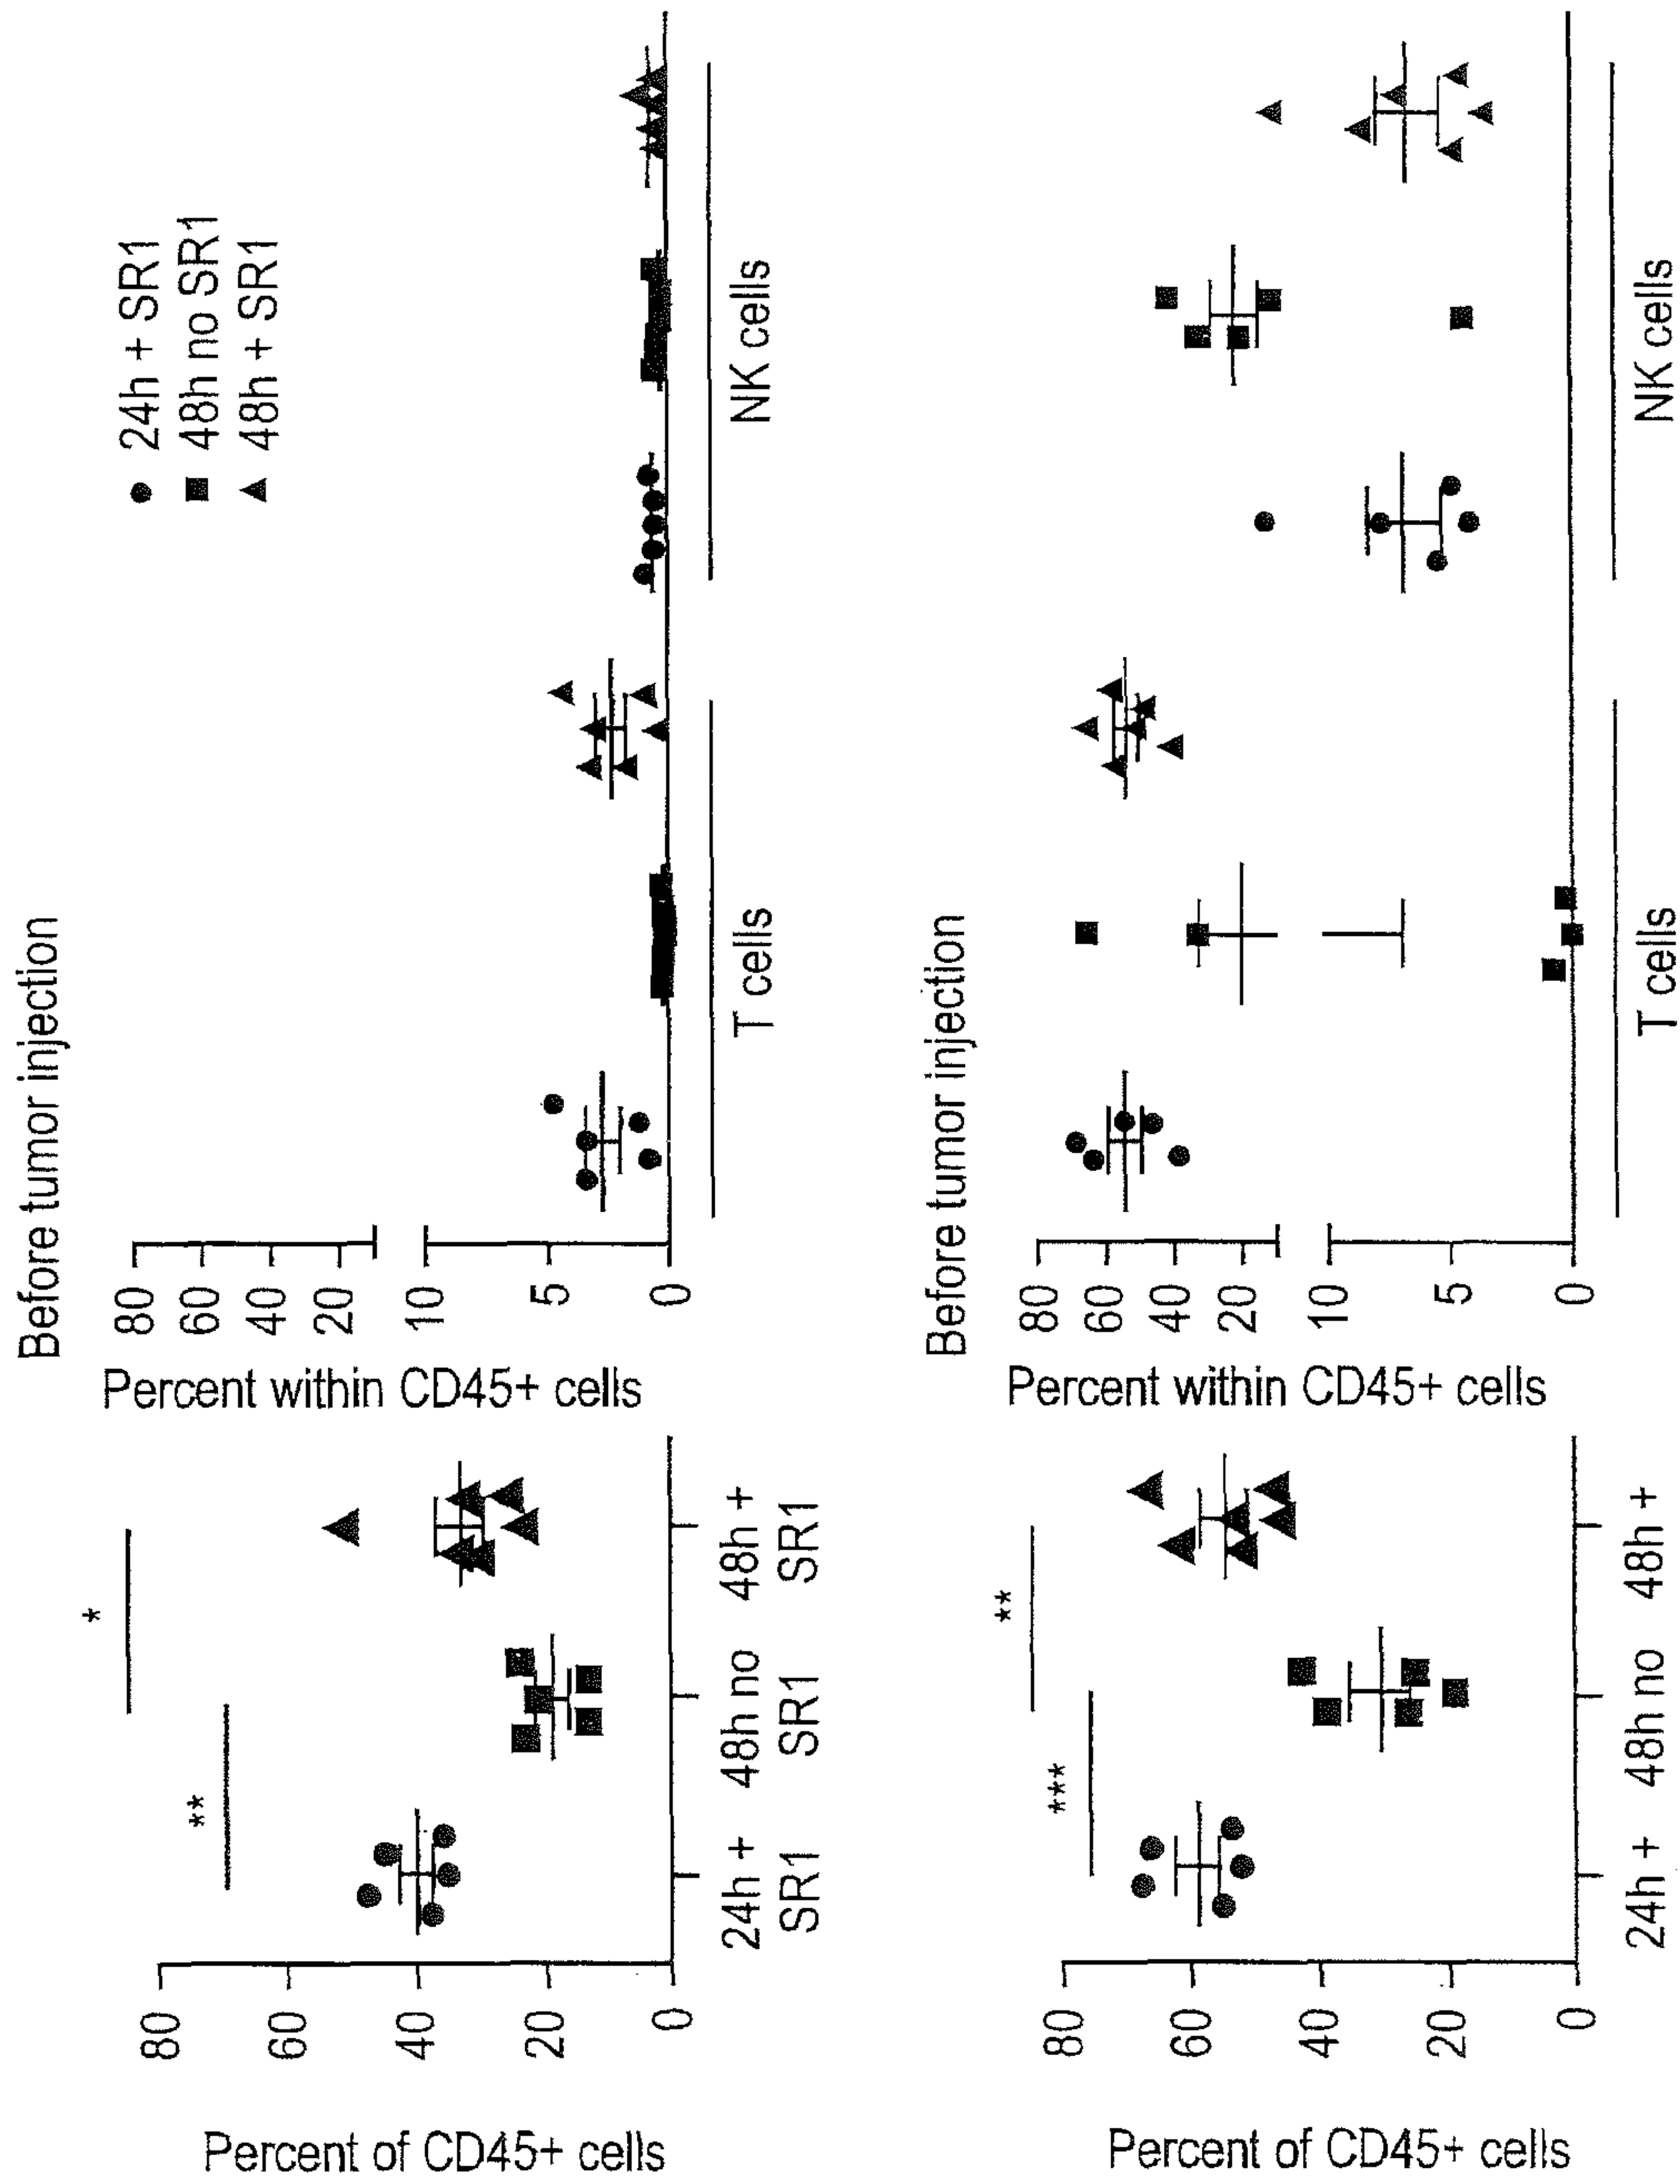 Percent of CD45+ cells
80
60
40
20
0
**
*
24h + 48h no 48h +
SR1 SR1 SR1
Before tumor injection
Percent within CD45+ cells
80
60
40
20
10
5
0
T cells NK cells
● 24h + SR1
■ 48h no SR1
▲ 48h + SR1
Percent of CD45+ cells
80
60
40
20
0
***
**
24h + 48h no 48h +
Before tumor injection
Percent within CD45+ cells
80
60
40
20
10
5
0
T cells NK cells